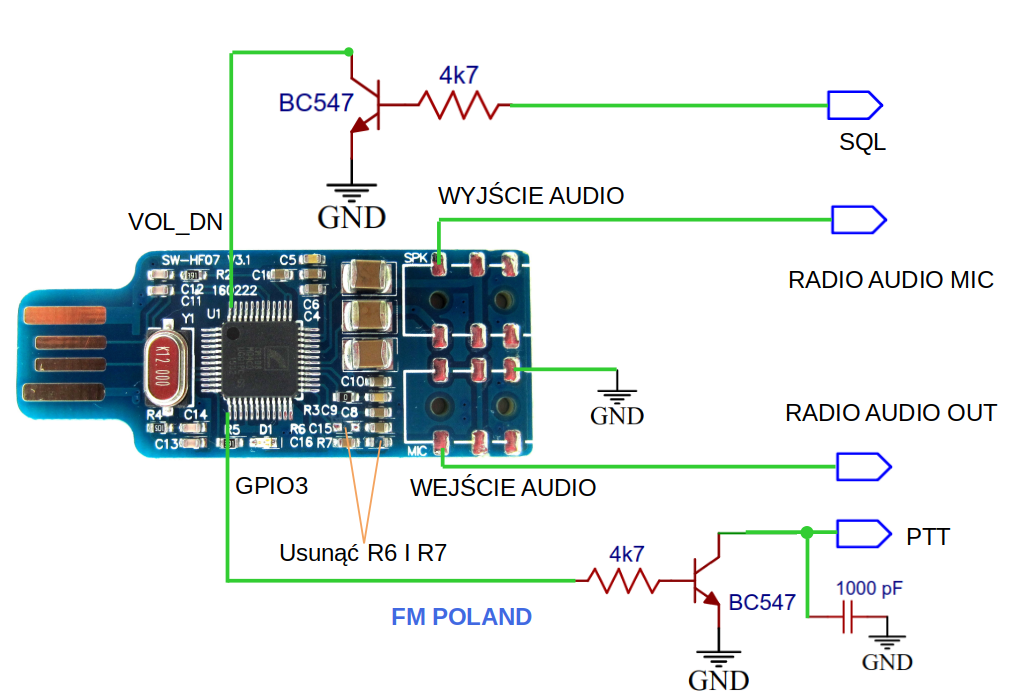 4k7
BC547
SQL
WYJŚCIE AUDIO
GND
VOL_DN
RADIO AUDIO MIC
SW-HF07 V3.1
C5
SPK
R2
C1
C12
160222
C11
C6
C4
U1
Y1
K12 000
C10
GND
R3 C9 C8
R4
C14
RADIO AUDIO OUT
R5
D1
R6 C15
C13
C16 R7
MIC
GPIO3
WEJŚCIE AUDIO
Usunąć R6 I R7
PTT
4k7
1000 pF
BC547
FM POLAND
GND
GND